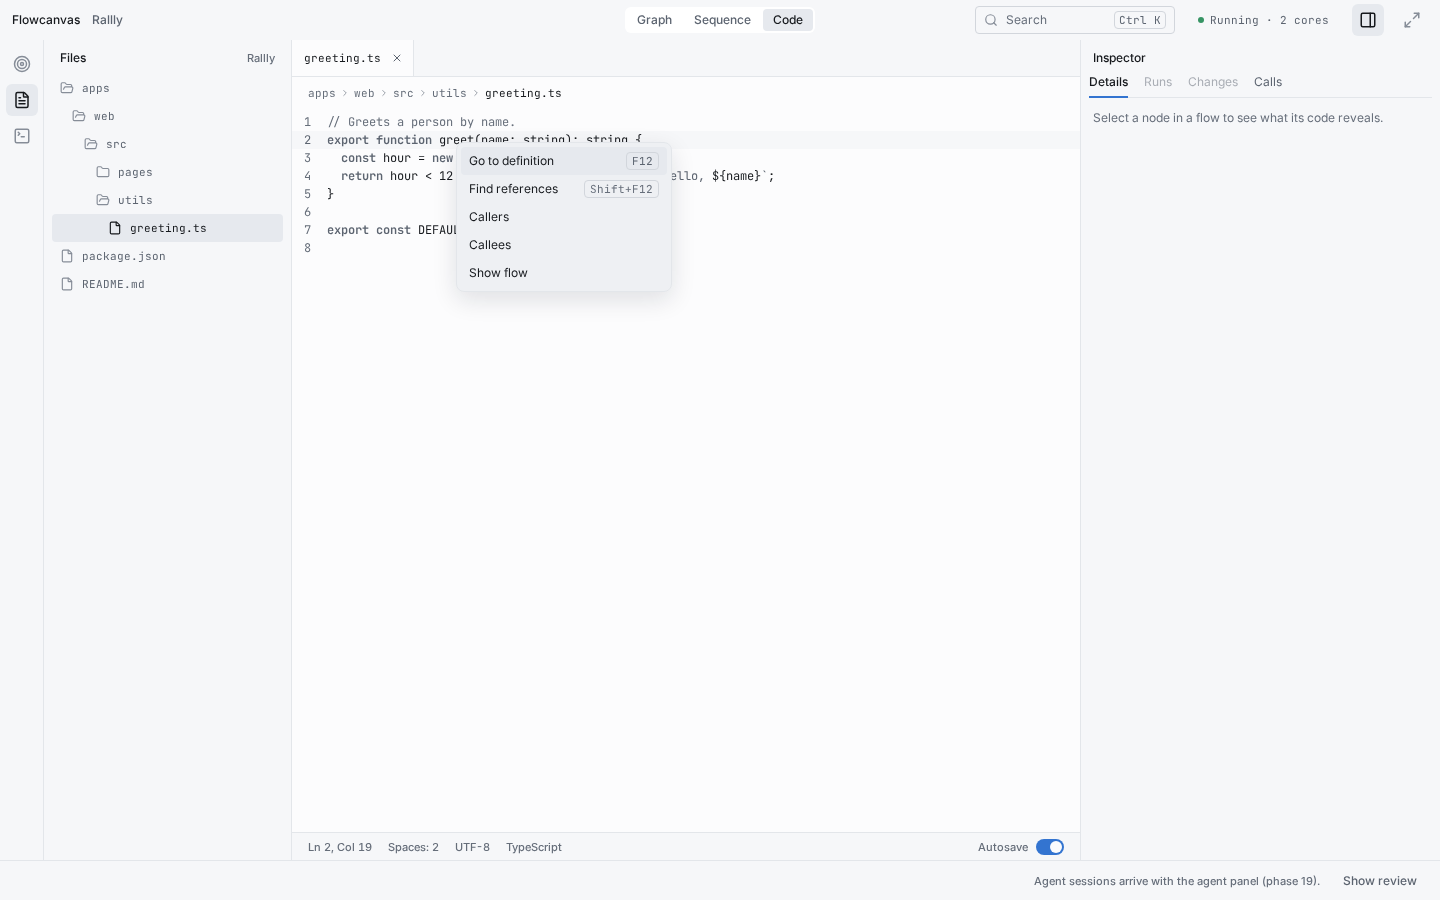 Flowcanvas Rallly Graph Sequence Code Search Ctrl K Running · 2 cores
Files Rallly
apps
web
src
pages
utils
greeting.ts
package.json
README.md
greeting.ts
apps › web › src › utils › greeting.ts
1 // Greets a person by name.
2 export function greet(name: string): string {
3 const hour = new
4 return hour < 12 ello, ${name}`;
5 }
6
7 export const DEFAUL
8
Go to definition F12
Find references Shift+F12
Callers
Callees
Show flow
Ln 2, Col 19 Spaces: 2 UTF-8 TypeScript Autosave
Inspector
Details Runs Changes Calls
Select a node in a flow to see what its code reveals.
Agent sessions arrive with the agent panel (phase 19). Show review